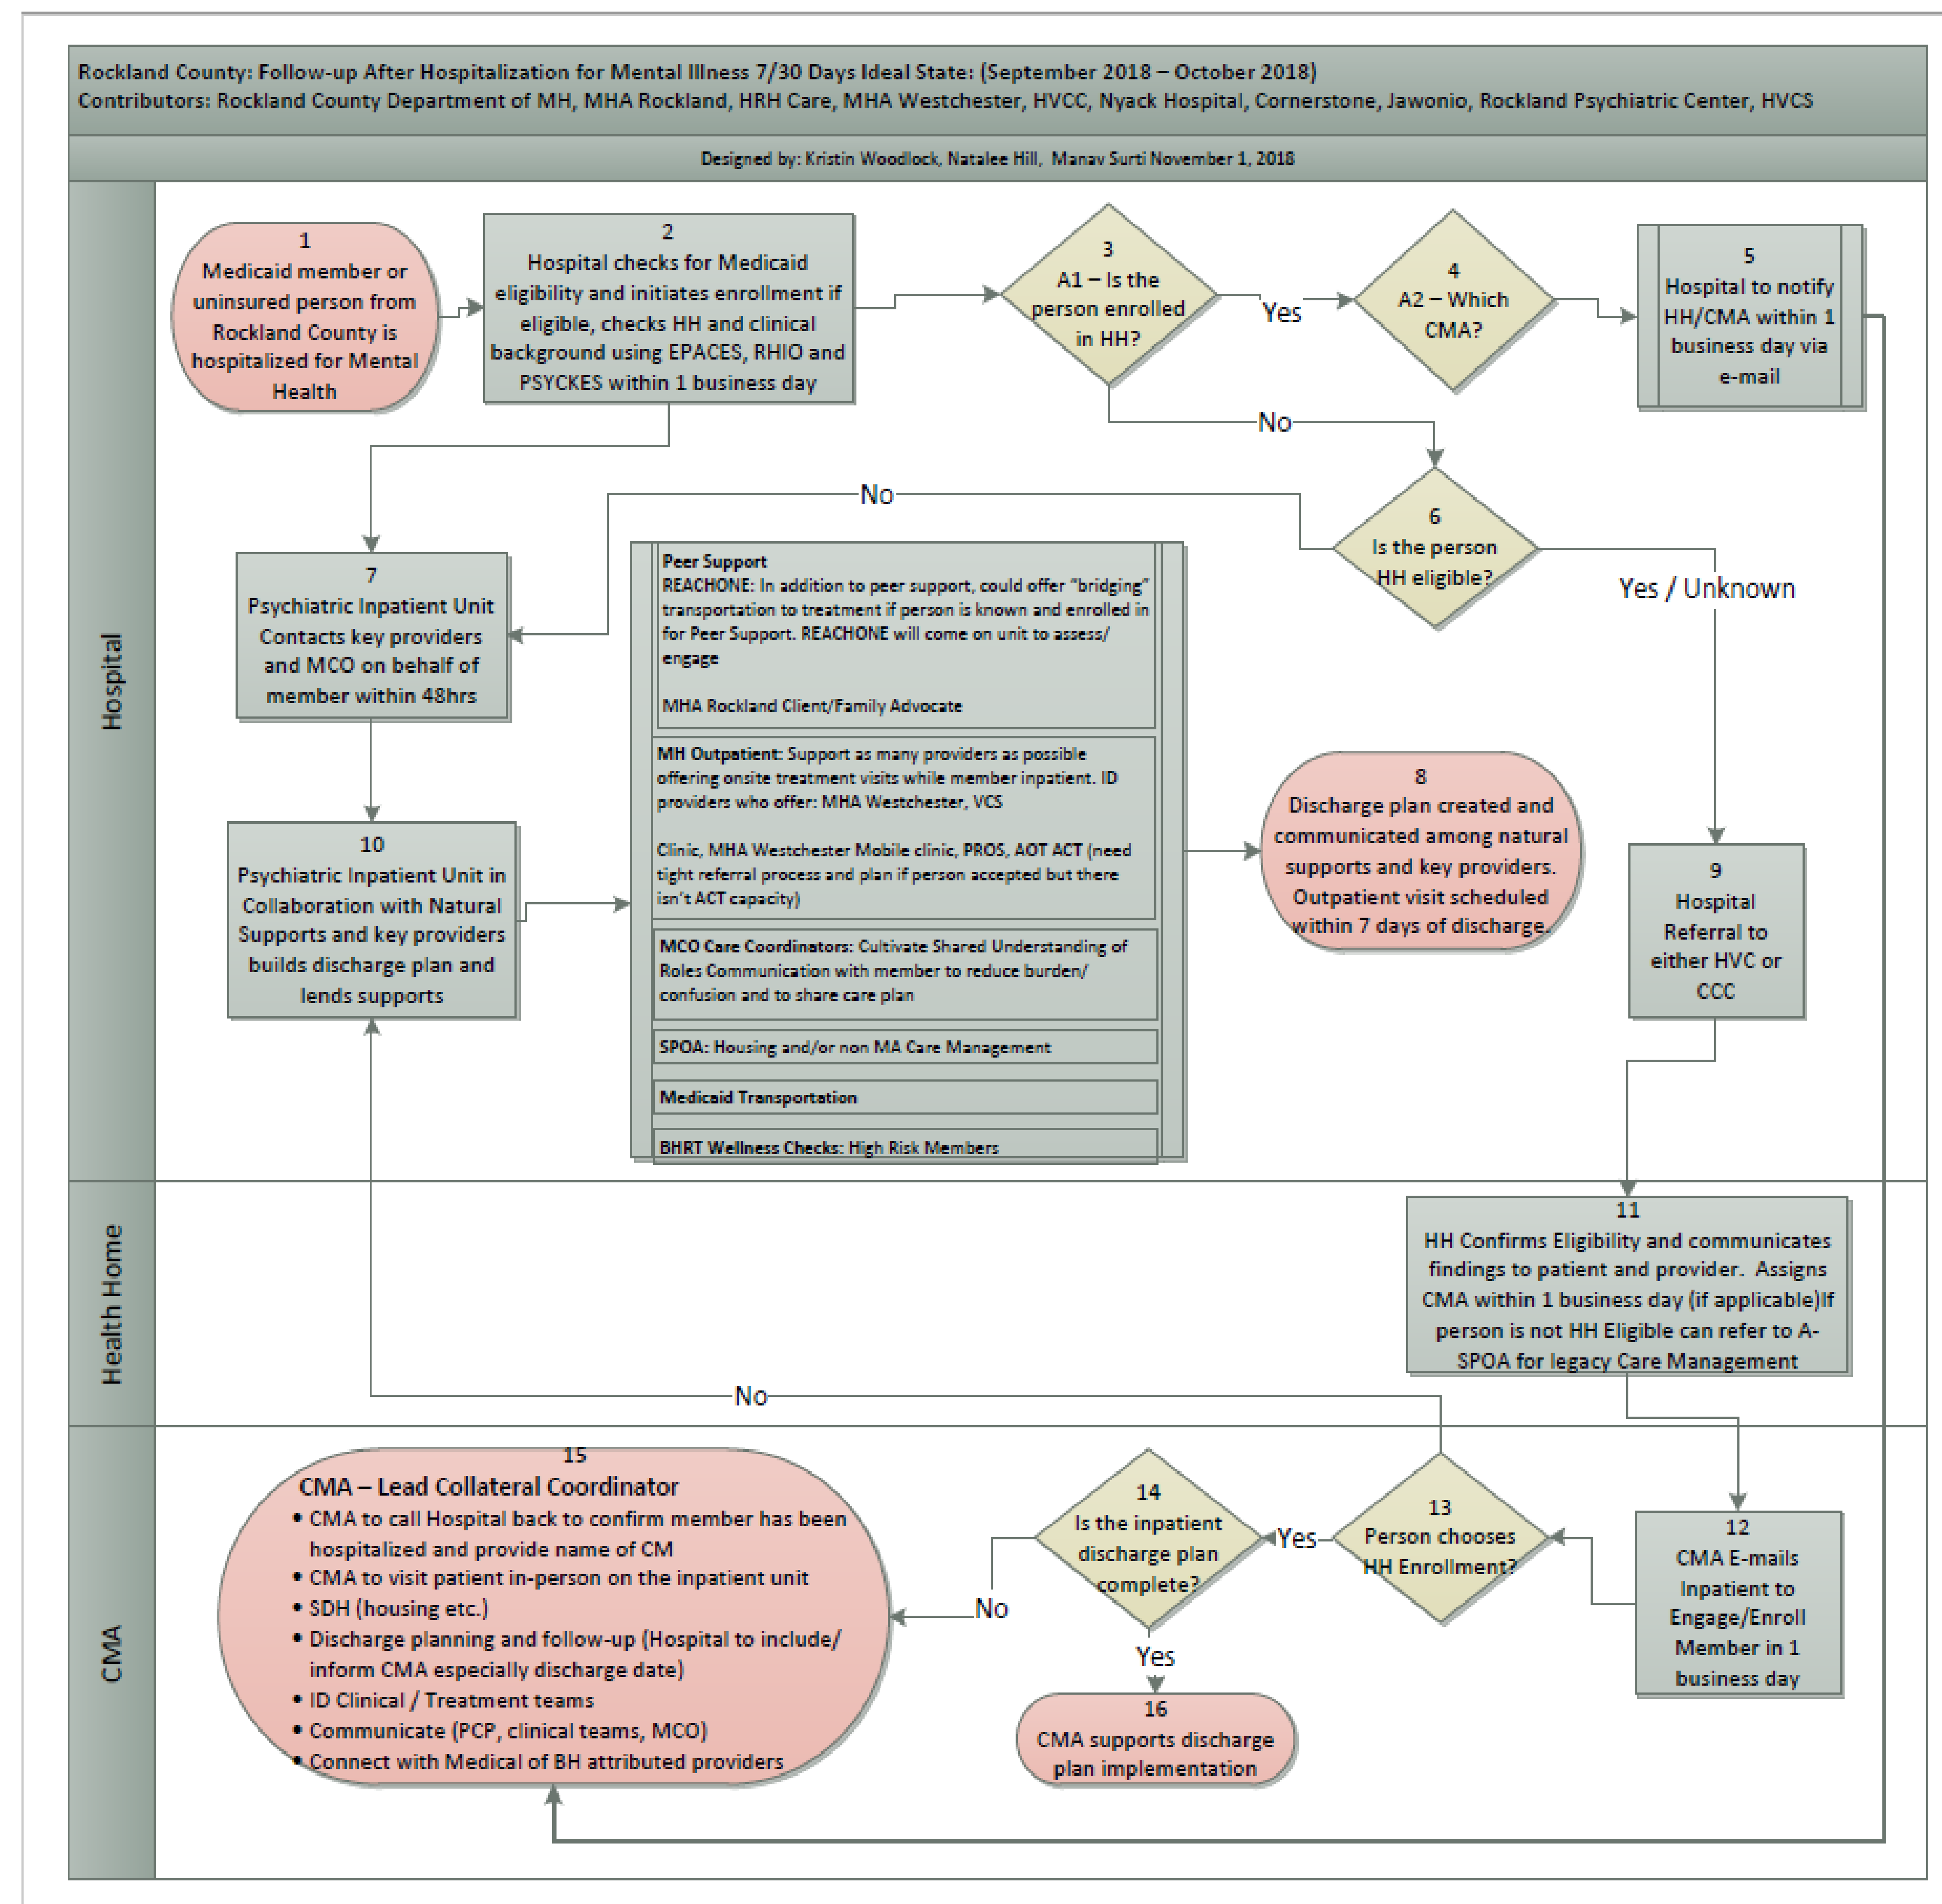 Rockland County: Follow-up After Hospitalization for Mental Illness 7/30 Days Ideal State: (September 2018 – October 2018)
Contributors: Rockland County Department of MH, MHA Rockland, HRH Care, MHA Westchester, HVCC, Nyack Hospital, Cornerstone, Jawonio, Rockland Psychiatric Center, HVCS
Designed by: Kristin Woodlock, Natalee Hill, Manav Surti November 1, 2018
Hospital
1
Medicaid member or
uninsured person from
Rockland County is
hospitalized for Mental
Health
2
Hospital checks for Medicaid
eligibility and initiates enrollment if
eligible, checks HH and clinical
background using EPACES, RHIO and
PSYCKES within 1 business day
3
A1 – Is the
person enrolled
in HH?
Yes
4
A2 – Which
CMA?
5
Hospital to notify
HH/CMA within 1
business day via
e-mail
No
6
Is the person
HH eligible?
No
Yes / Unknown
7
Psychiatric Inpatient Unit
Contacts key providers
and MCO on behalf of
member within 48hrs
Peer Support
REACHONE: In addition to peer support, could offer “bridging”
transportation to treatment if person is known and enrolled in
for Peer Support. REACHONE will come on unit to assess/
engage
MHA Rockland Client/Family Advocate
MH Outpatient: Support as many providers as possible
offering onsite treatment visits while member inpatient. ID
providers who offer: MHA Westchester, VCS
Clinic, MHA Westchester Mobile clinic, PROS, AOT ACT (need
tight referral process and plan if person accepted but there
isn’t ACT capacity)
MCO Care Coordinators: Cultivate Shared Understanding of
Roles Communication with member to reduce burden/
confusion and to share care plan
SPOA: Housing and/or non MA Care Management
Medicaid Transportation
BHRT Wellness Checks: High Risk Members
8
Discharge plan created and
communicated among natural
supports and key providers.
Outpatient visit scheduled
within 7 days of discharge.
9
Hospital
Referral to
either HVC or
CCC
10
Psychiatric Inpatient Unit in
Collaboration with Natural
Supports and key providers
builds discharge plan and
lends supports
Health Home
11
HH Confirms Eligibility and communicates
findings to patient and provider.  Assigns
CMA within 1 business day (if applicable)If
person is not HH Eligible can refer to A-
SPOA for legacy Care Management
No
CMA
12
CMA E-mails
Inpatient to
Engage/Enroll
Member in 1
business day
13
Person chooses
HH Enrollment?
Yes
14
Is the inpatient
discharge plan
complete?
No
Yes
15
CMA – Lead Collateral Coordinator
• CMA to call Hospital back to confirm member has been
hospitalized and provide name of CM
• CMA to visit patient in-person on the inpatient unit
• SDH (housing etc.)
• Discharge planning and follow-up (Hospital to include/
inform CMA especially discharge date)
• ID Clinical / Treatment teams
• Communicate (PCP, clinical teams, MCO)
• Connect with Medical of BH attributed providers
16
CMA supports discharge
plan implementation